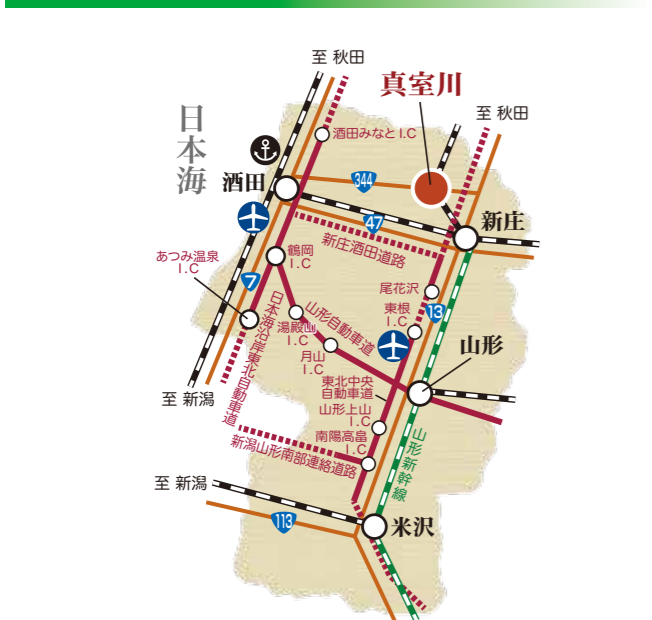 至 秋田
真室川
至 秋田
日本海
酒田みなと I.C
酒田
344
47
新庄
新庄酒田道路
あつみ温泉
I.C
鶴岡
I.C
7
尾花沢
13
東根
I.C
山形自動車道
湯殿山
I.C
月山
I.C
日本海沿岸東北自動車道
山形
至 新潟
東北中央
自動車道
山形上山
I.C
南陽高畠
I.C
新潟山形南部連絡道路
山形新幹線
至 新潟
113
米沢